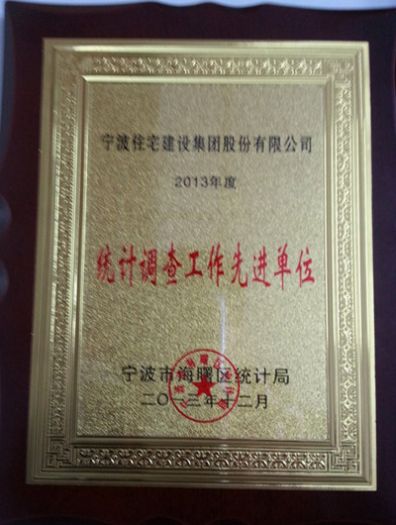 宁波住宅建设集团股份有限公司
2013年度
统计调查工作先进单位
宁波市海曙区统计局
二〇一三年十二月